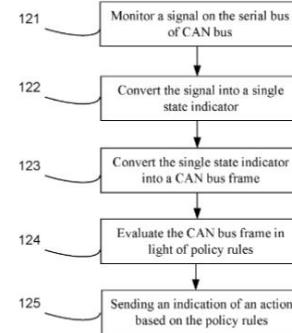 121
Monitor a signal on the serial bus
of CAN bus
122
Convert the signal into a single
state indicator
123
Convert the single state indicator
into a CAN bus frame
124
Evaluate the CAN bus frame in
light of policy rules
125
Sending an indication of an action
based on the policy rules